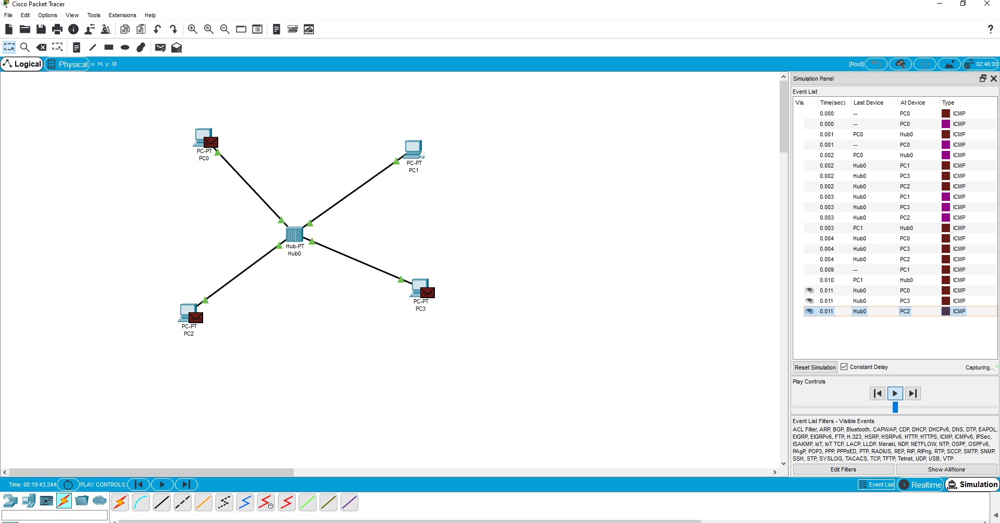 Cisco Packet Tracer
File Edit Options View Tools Extensions Help
Logical Physical x: 14, y: 38 [Root] 02:46:00
PC-PT
PC0
PC-PT
PC1
Hub-PT
Hub0
PC-PT
PC3
PC-PT
PC2
Simulation Panel
Event List
Vis. Time(sec) Last Device At Device Type
0.000 -- PC0 ICMP
0.000 -- PC0 ICMP
0.001 PC0 Hub0 ICMP
0.001 -- PC0 ICMP
0.002 PC0 Hub0 ICMP
0.002 Hub0 PC1 ICMP
0.002 Hub0 PC3 ICMP
0.002 Hub0 PC2 ICMP
0.003 Hub0 PC1 ICMP
0.003 Hub0 PC3 ICMP
0.003 Hub0 PC2 ICMP
0.003 PC1 Hub0 ICMP
0.004 Hub0 PC0 ICMP
0.004 Hub0 PC3 ICMP
0.004 Hub0 PC2 ICMP
0.009 -- PC1 ICMP
0.010 PC1 Hub0 ICMP
0.011 Hub0 PC0 ICMP
0.011 Hub0 PC3 ICMP
0.011 Hub0 PC2 ICMP
Reset Simulation Constant Delay Capturing... *
Play Controls
Event List Filters - Visible Events
ACL Filter, ARP, BGP, Bluetooth, CAPWAP, CDP, DHCP, DHCPv6, DNS, DTP, EAPOL,
EIGRP, EIGRPv6, FTP, H.323, HSRP, HSRPv6, HTTP, HTTPS, ICMP, ICMPv6, IPSec,
ISAKMP, IoT, IoT TCP, LACP, LLDP, Meraki, NDP, NETFLOW, NTP, OSPF, OSPFv6,
PAgP, POP3, PPP, PPPoED, PTP, RADIUS, REP, RIP, RIPng, RTP, SCCP, SMTP, SNMP,
SSH, STP, SYSLOG, TACACS, TCP, TFTP, Telnet, UDP, USB, VTP
Edit Filters Show All/None
Time: 00:19:43.244 PLAY CONTROLS: Event List Realtime Simulation